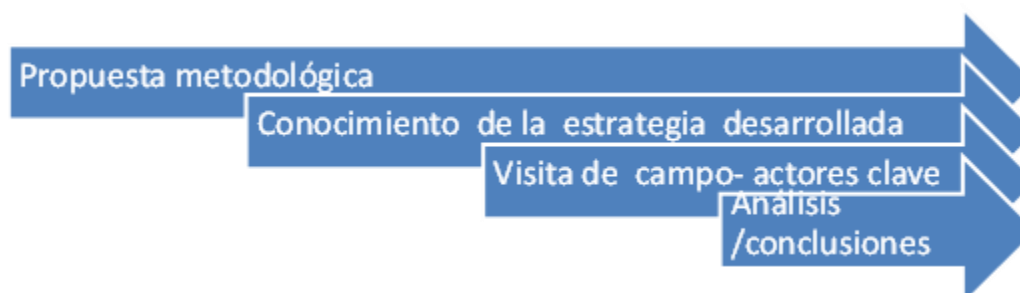 Propuesta metodológica
Conocimiento de la estrategia desarrollada
Visita de campo- actores clave
Análisis
/conclusiones